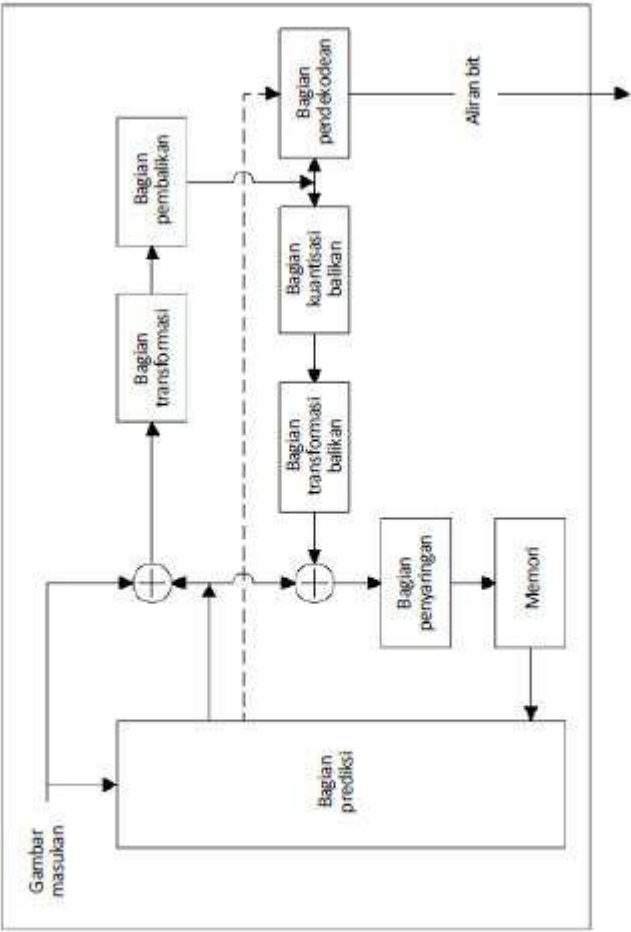 Gambar
masukan
Bagian
prediksi
Bagian
transformasi
Bagian
pembalikan
Bagian
pendekodean
Aliran bit
Bagian
kuantisasi
balikan
Bagian
transformasi
balikan
Bagian
penyaringan
Memori